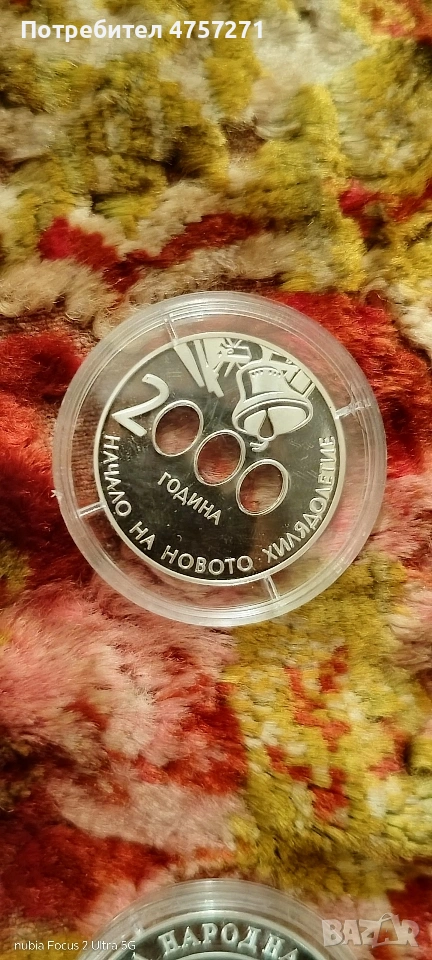 Потребител 4757271
2000
ГОДИНА
НАЧАЛО НА НОВОТО ХИЛЯДОЛЕТИЕ
НАРОДНА
nubia Focus 2 Ultra 5G
BAZAR